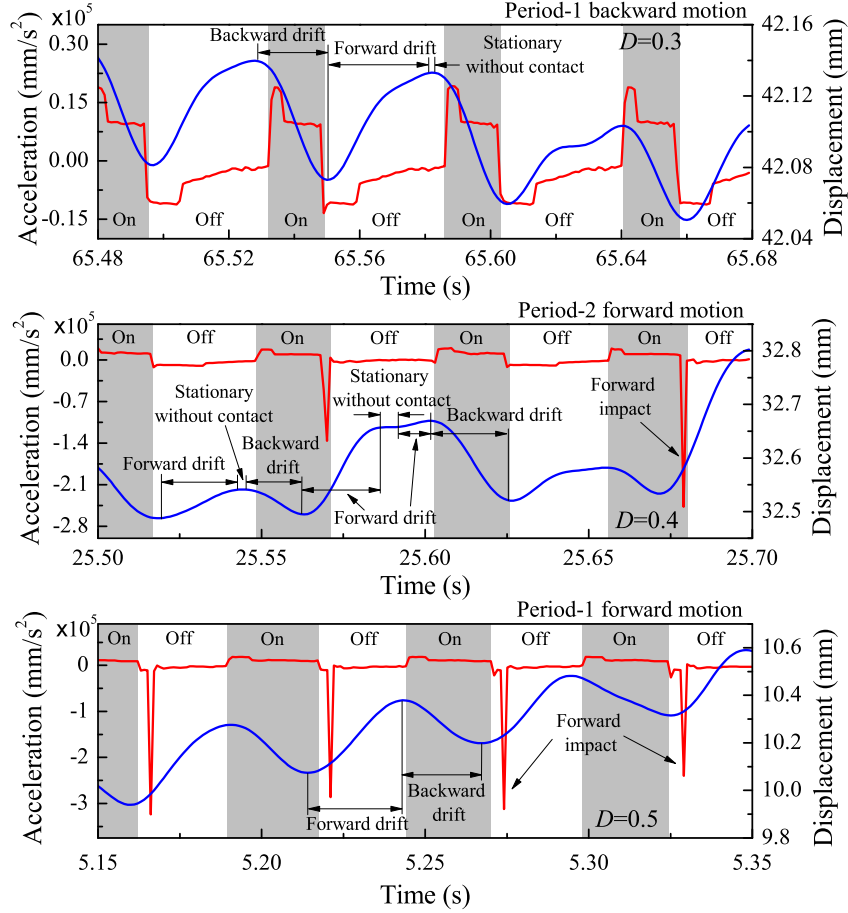 Period-1 backward motion
x10^5
Backward drift
Forward drift
Stationary
without contact
D=0.3
0.30
0.15
0.00
-0.15
Acceleration (mm/s^2)
42.16
42.12
42.08
42.04
Displacement (mm)
On
Off
On
Off
On
Off
On
Off
65.48
65.52
65.56
65.60
65.64
65.68
Time (s)
Period-2 forward motion
x10^5
On
Off
On
Off
On
Off
On
Off
0.0
-0.7
-1.4
-2.1
-2.8
Acceleration (mm/s^2)
32.8
32.7
32.6
32.5
Displacement (mm)
Stationary
without contact
Stationary
without contact
Forward
impact
Backward drift
Forward drift
Backward
drift
Forward drift
D=0.4
25.50
25.55
25.60
25.65
25.70
Time (s)
Period-1 forward motion
x10^5
On
Off
On
Off
On
Off
On
Off
0
-1
-2
-3
Acceleration (mm/s^2)
10.6
10.4
10.2
10.0
9.8
Displacement (mm)
Forward
impact
Backward
drift
Forward drift
D=0.5
5.15
5.20
5.25
5.30
5.35
Time (s)